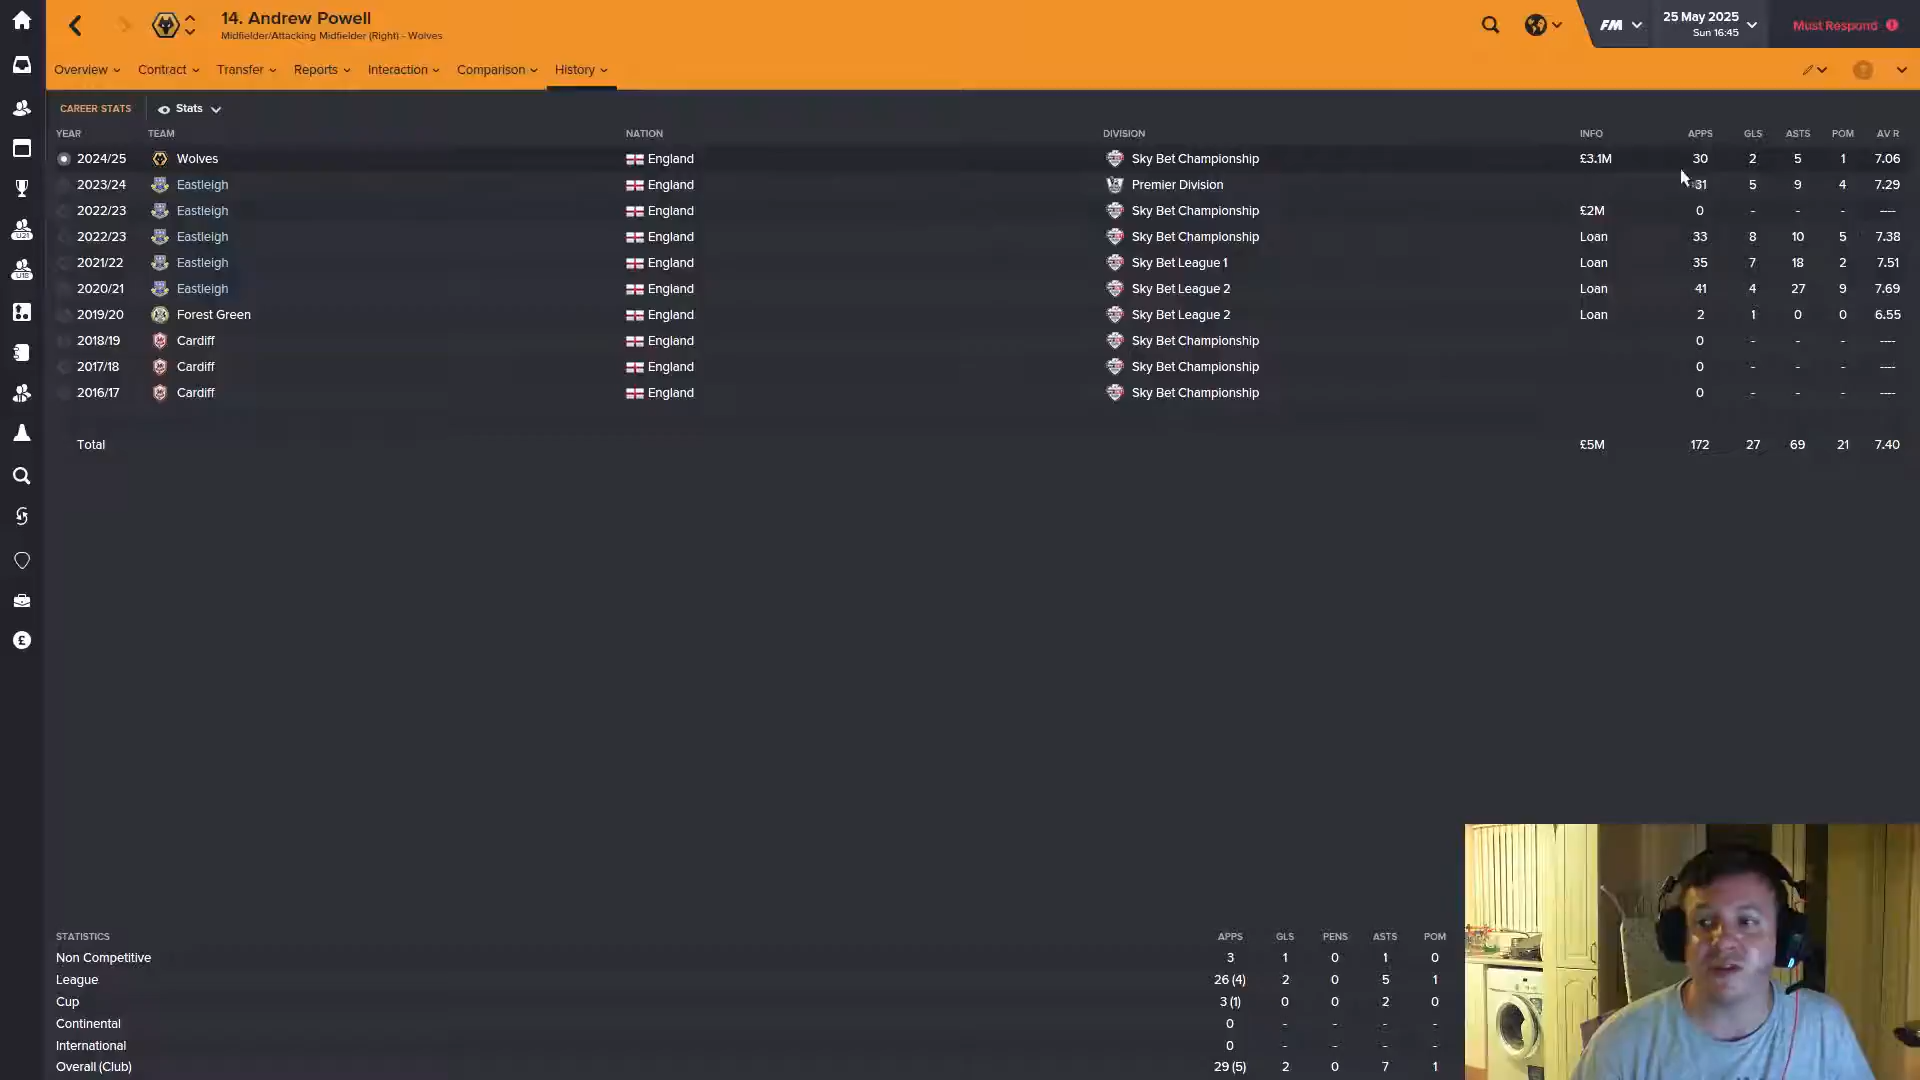 14. Andrew Powell
Midfielder/Attacking Midfielder (Right) - Wolves
FM
25 May 2025
Sun 16:45
Must Respond
Overview
Contract
Transfer
Reports
Interaction
Comparison
History
CAREER STATS
Stats
YEAR TEAM NATION DIVISION INFO APPS GLS ASTS POM AV R
2024/25 Wolves England Sky Bet Championship £3.1M 30 2 5 1 7.06
2023/24 Eastleigh England Premier Division 31 5 9 4 7.29
2022/23 Eastleigh England Sky Bet Championship £2M 0 - - - ----
2022/23 Eastleigh England Sky Bet Championship Loan 33 8 10 5 7.38
2021/22 Eastleigh England Sky Bet League 1 Loan 35 7 18 2 7.51
2020/21 Eastleigh England Sky Bet League 2 Loan 41 4 27 9 7.69
2019/20 Forest Green England Sky Bet League 2 Loan 2 1 0 0 6.55
2018/19 Cardiff England Sky Bet Championship 0 - - - ----
2017/18 Cardiff England Sky Bet Championship 0 - - - ----
2016/17 Cardiff England Sky Bet Championship 0 - - - ----
Total £5M 172 27 69 21 7.40
STATISTICS APPS GLS PENS ASTS POM
Non Competitive 3 1 0 1 0
League 26 (4) 2 0 5 1
Cup 3 (1) 0 0 2 0
Continental 0 - - - -
International 0 - - - -
Overall (Club) 29 (5) 2 0 7 1
U21
U18